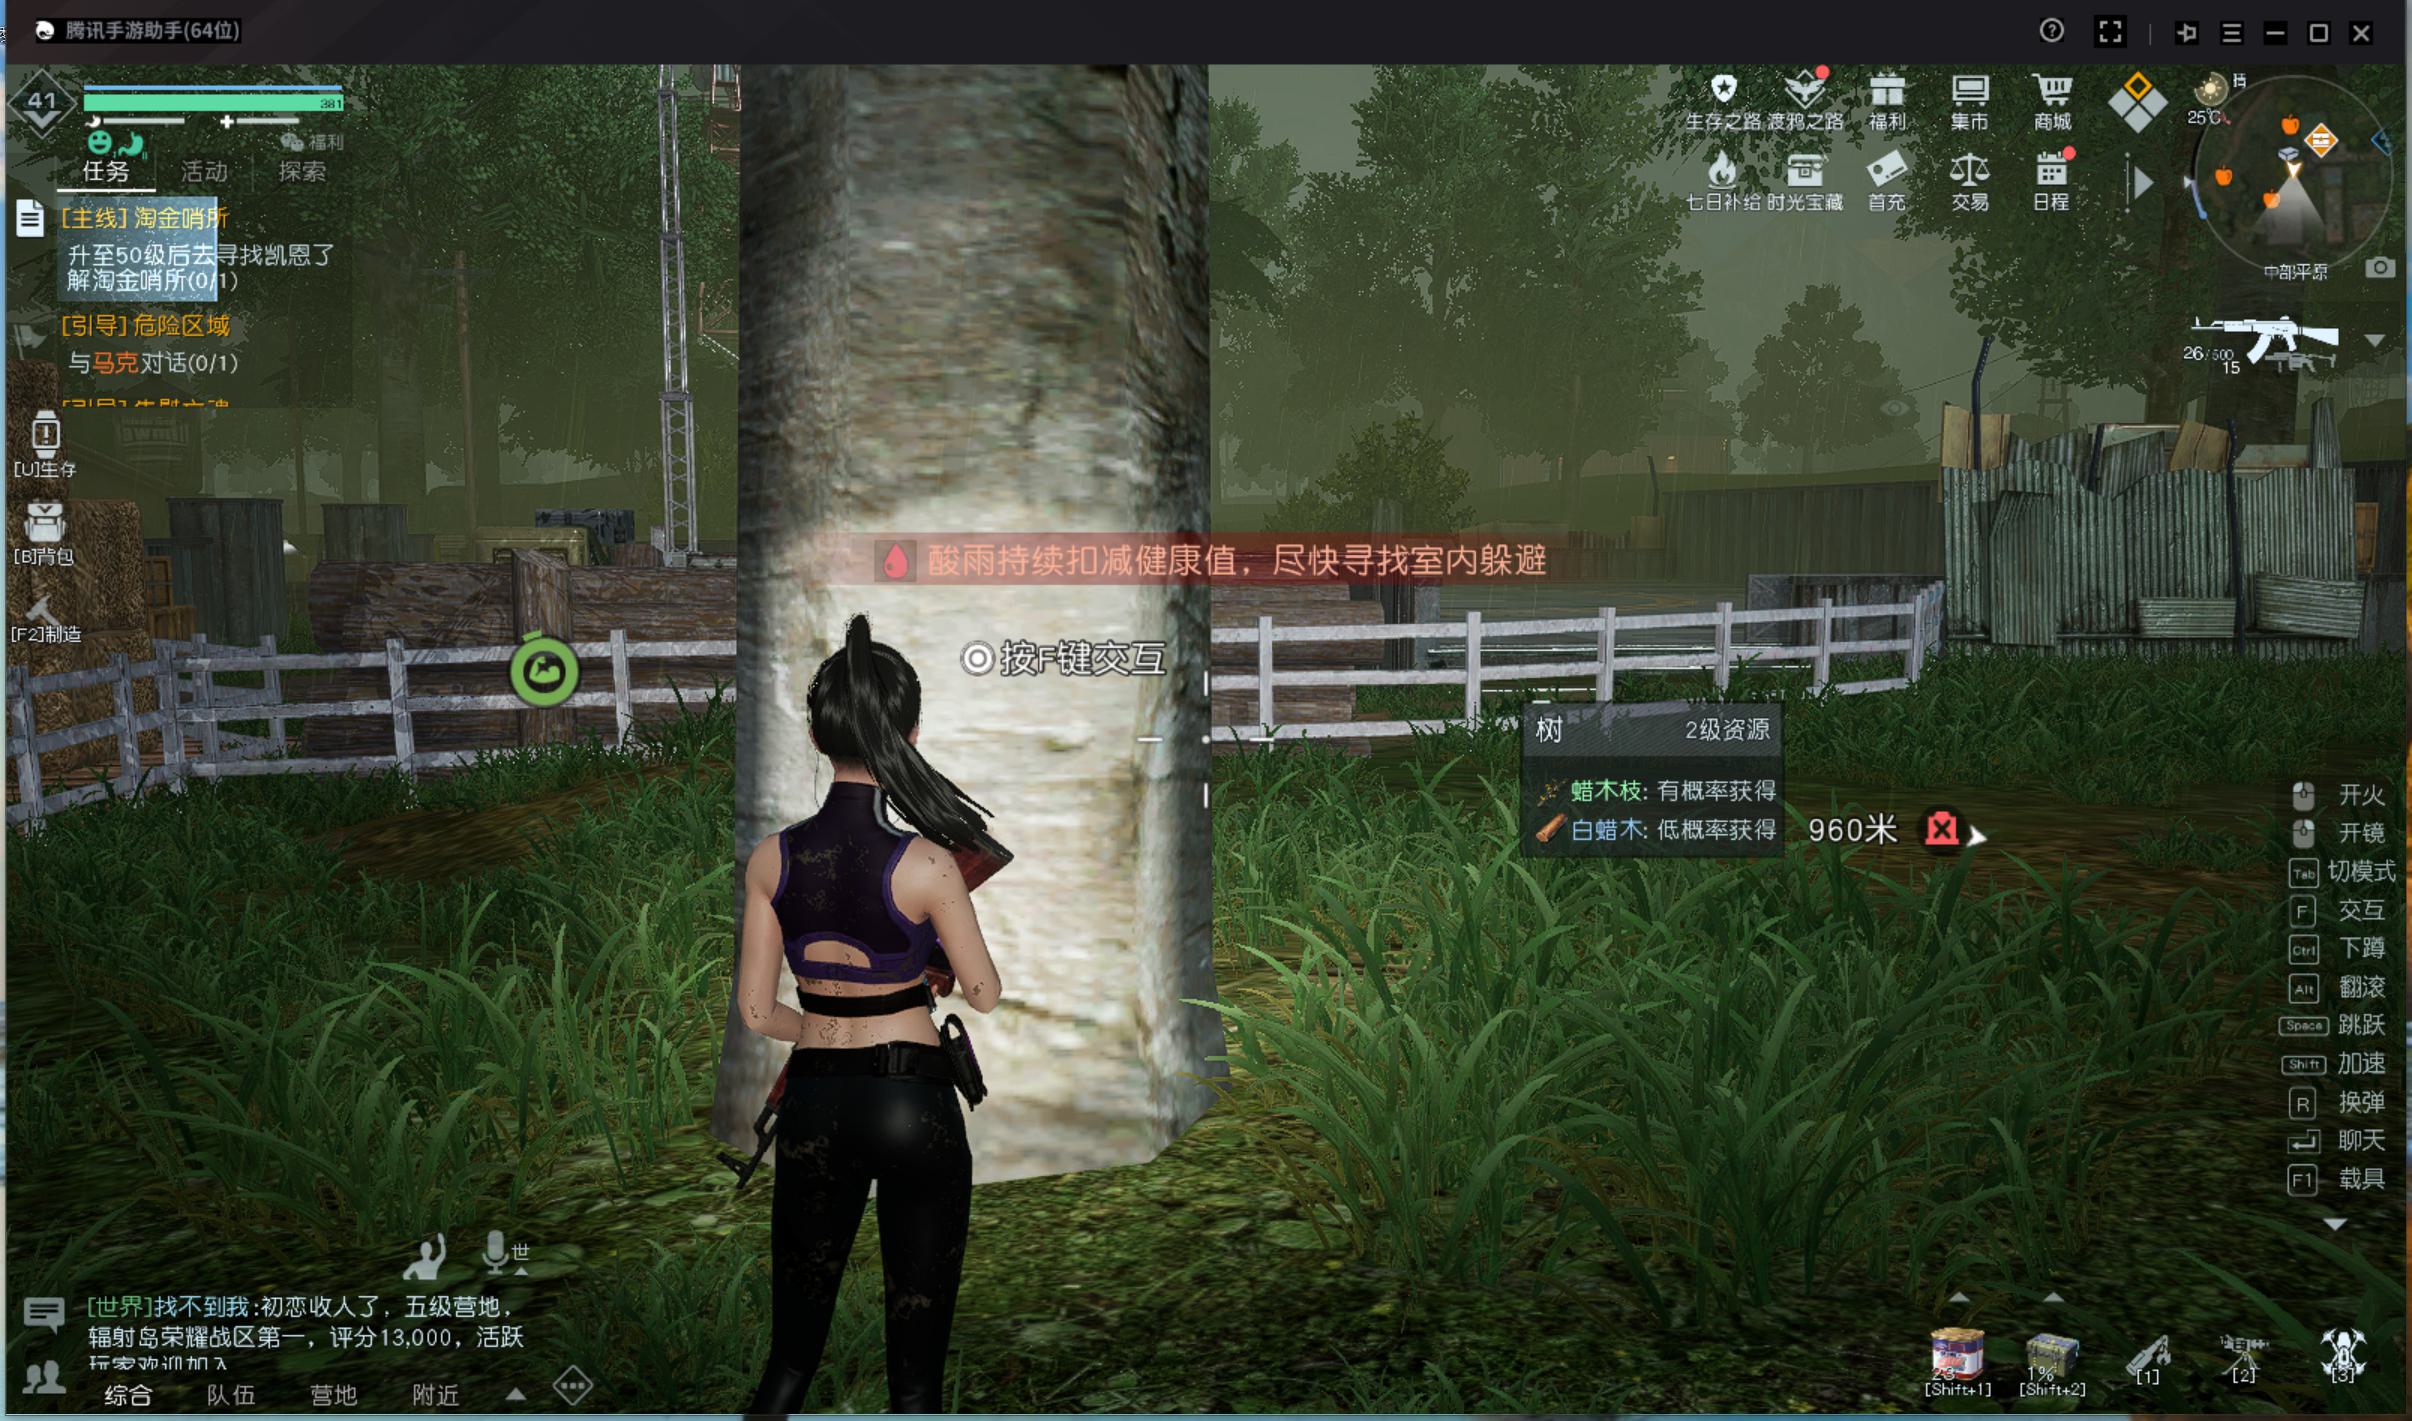 腾讯手游助手(64位)
41
381
福利
任务 活动 探索
[主线] 淘金哨所
升至50级后去寻找凯恩了
解淘金哨所(0/1)
[引导] 危险区域
与马克对话(0/1)
[U]生存
[B]背包
[F2]制造
生存之路 渡鸦之路 福利 集市 商城
七日补给 时光宝藏 首充 交易 日程
晴
25℃
中部平原
26/500
15
酸雨持续扣减健康值，尽快寻找室内躲避
按F键交互
树 2级资源
蜡木枝: 有概率获得
白蜡木: 低概率获得
960米
开火
开镜
Tab 切模式
F 交互
Ctrl 下蹲
Alt 翻滚
Space 跳跃
Shift 加速
R 换弹
聊天
F1 载具
世
[世界]找不到我:初恋收人了，五级营地，
辐射岛荣耀战区第一，评分13,000，活跃
玩家欢迎加入
综合 队伍 营地 附近
23 1%
[Shift+1] [Shift+2] [1] [2] [3]